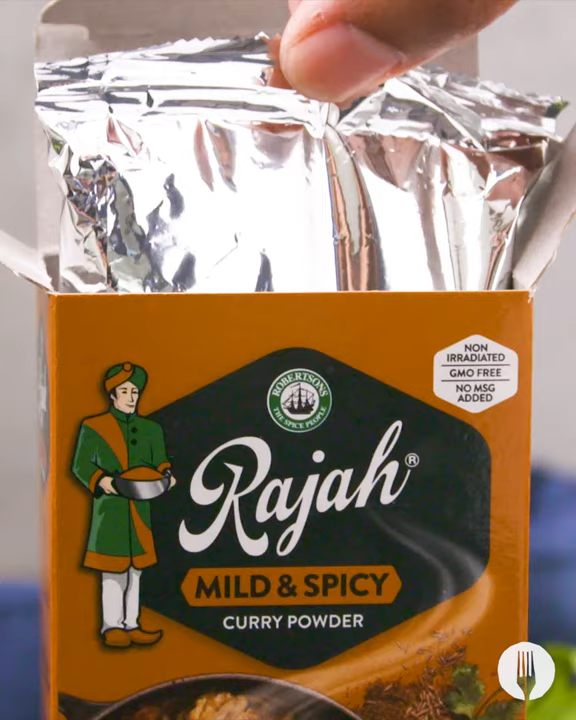 NON
IRRADIATED
GMO FREE
NO MSG
ADDED
ROBERTSONS
THE SPICE PEOPLE
Rajah®
MILD & SPICY
CURRY POWDER